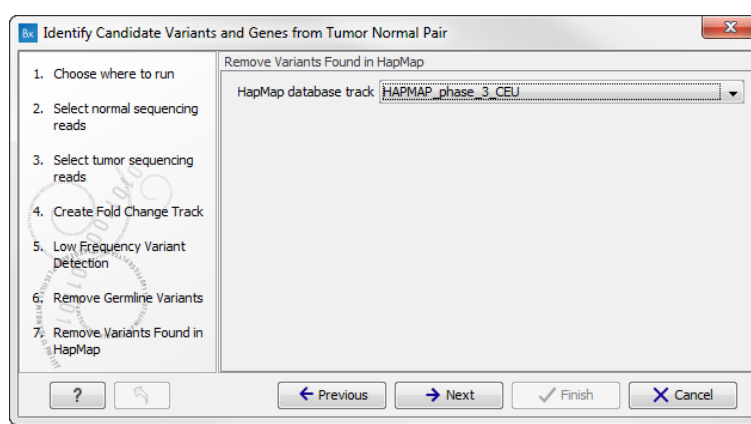 Bx Identify Candidate Variants and Genes from Tumor Normal Pair
1. Choose where to run
2. Select normal sequencing
reads
3. Select tumor sequencing
reads
4. Create Fold Change Track
5. Low Frequency Variant
Detection
6. Remove Germline Variants
7. Remove Variants Found in
HapMap
Remove Variants Found in HapMap
HapMap database track HAPMAP_phase_3_CEU
? Previous Next Finish Cancel